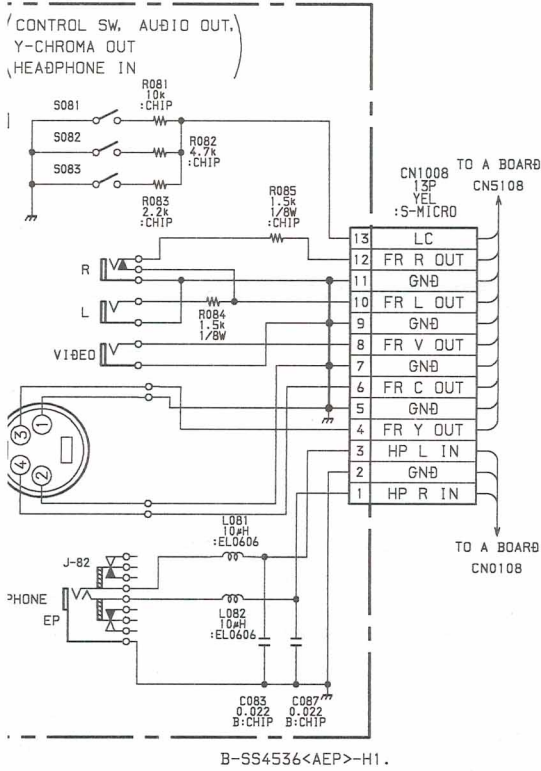 CONTROL SW, AUDIO OUT,
Y-CHROMA OUT
HEADPHONE IN
R081
10k
:CHIP
S081
S082
R082
4.7k
:CHIP
S083
R083
2.2k
:CHIP
R085
1.5k
1/8W
:CHIP
CN1008
13P
YEL
:S-MICRO
TO A BOARD
CN5108
13 LC
12 FR R OUT
11 GND
10 FR L OUT
9 GND
8 FR V OUT
7 GND
6 FR C OUT
5 GND
4 FR Y OUT
3 HP L IN
2 GND
1 HP R IN
R
L
R084
1.5k
1/8W
VIDEO
3
1
4
2
TO A BOARD
CN0108
L081
10μH
:EL0606
J-82
PHONE
EP
L082
10μH
:EL0606
C083
0.022
B:CHIP
C087
0.022
B:CHIP
B-SS4536<AEP>-H1.